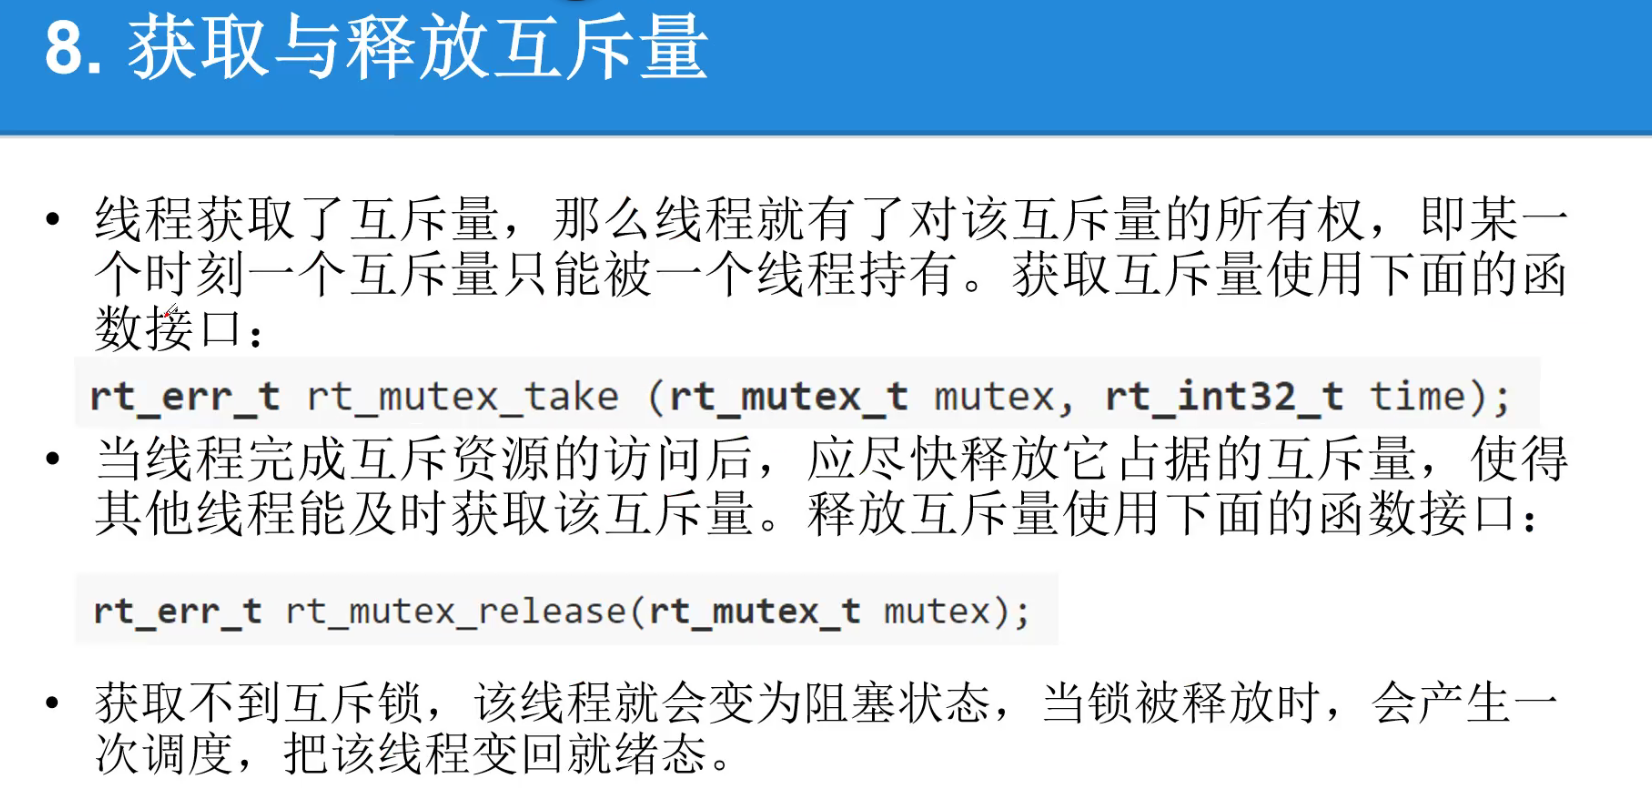 8. 获取与释放互斥量
• 线程获取了互斥量，那么线程就有了对该互斥量的所有权，即某一
个时刻一个互斥量只能被一个线程持有。获取互斥量使用下面的函
数接口：
rt_err_t rt_mutex_take (rt_mutex_t mutex, rt_int32_t time);
• 当线程完成互斥资源的访问后，应尽快释放它占据的互斥量，使得
其他线程能及时获取该互斥量。释放互斥量使用下面的函数接口：
rt_err_t rt_mutex_release(rt_mutex_t mutex);
• 获取不到互斥锁，该线程就会变为阻塞状态，当锁被释放时，会产生一
次调度，把该线程变回就绪态。